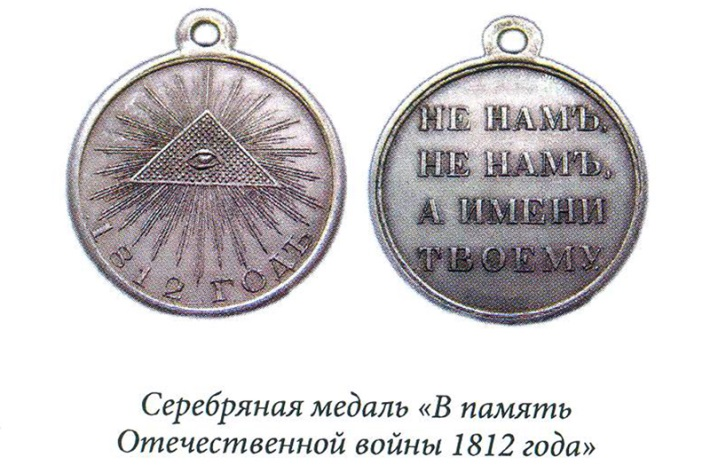 1812 ГОДЪ
НЕ НАМЪ,
НЕ НАМЪ,
А ИМЕНИ
ТВОЕМУ
Серебряная медаль «В память
Отечественной войны 1812 года»